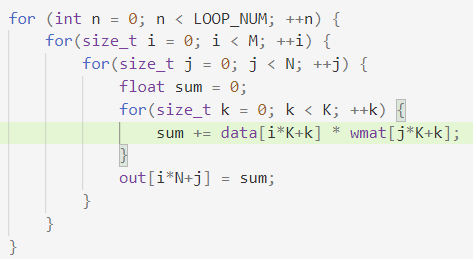 for (int n = 0; n < LOOP_NUM; ++n) {
    for(size_t i = 0; i < M; ++i) {
        for(size_t j = 0; j < N; ++j) {
            float sum = 0;
            for(size_t k = 0; k < K; ++k) {
                sum += data[i*K+k] * wmat[j*K+k];
            }
            out[i*N+j] = sum;
        }
    }
}